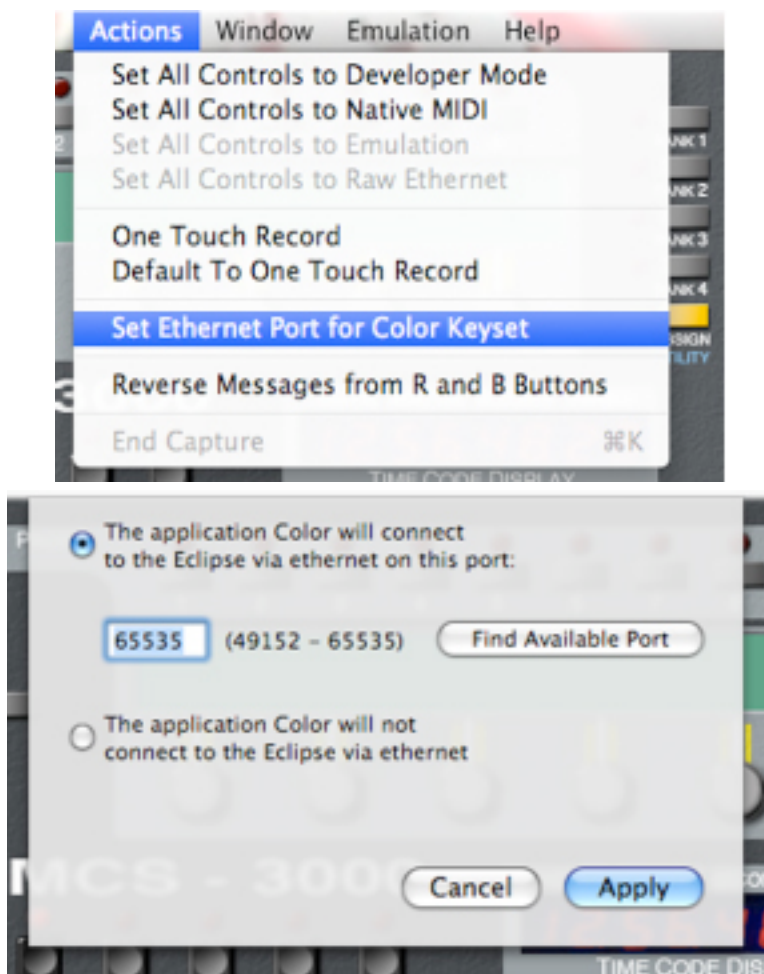 Actions Window Emulation Help
Set All Controls to Developer Mode
Set All Controls to Native MIDI
Set All Controls to Emulation
Set All Controls to Raw Ethernet
One Touch Record
Default To One Touch Record
Set Ethernet Port for Color Keyset
Reverse Messages from R and B Buttons
End Capture ⌘K
TIME CODE DISPLAY
The application Color will connect
to the Eclipse via ethernet on this port:
65535 (49152 – 65535) Find Available Port
The application Color will not
connect to the Eclipse via ethernet
MCS - 3000
Cancel Apply
TIME CODE DIS